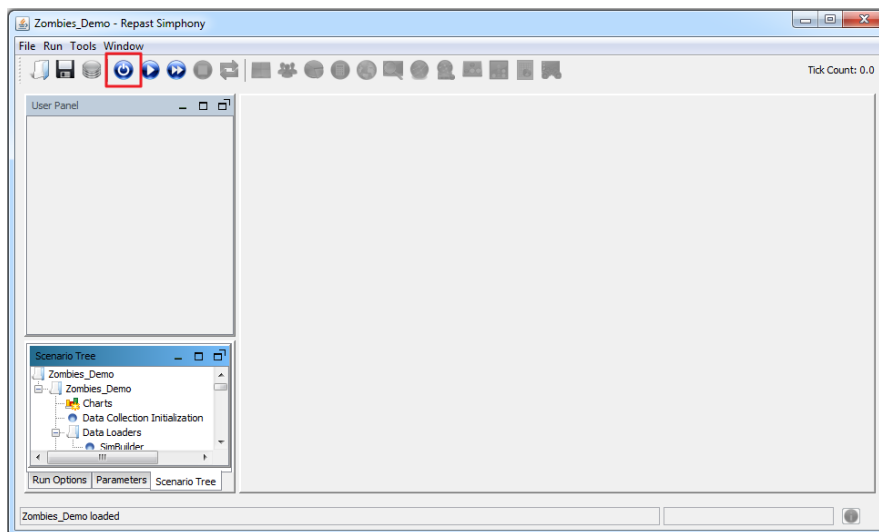 Zombies_Demo - Repast Simphony
File Run Tools Window
Tick Count: 0.0
User Panel
Scenario Tree
Zombies_Demo
Zombies_Demo
Charts
Data Collection Initialization
Data Loaders
SimBuilder
Run Options Parameters Scenario Tree
Zombies_Demo loaded